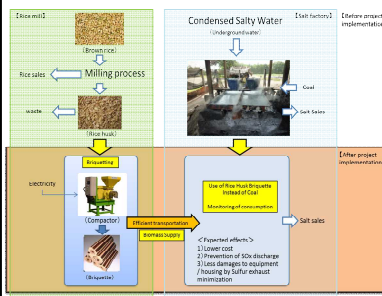 【Rice mill】
(Brown rice)
Rice sales
Milling process
waste
(Rice husk)
Condensed Salty Water
(Undergroundwater)
【Salt factory】
Coal
Salt Sales
【Before project
implementation
Briquetting
Electricity
(Compactor)
(Briquette)
Efficient transportation
Biomass Supply
Use of Rice Husk Briquette
Instead of Coal
Monitoring of consumption
Salt sales
＜Expected effects＞
1) Lower cost
2) Prevention of SOx discharge
3) Less damages to equipment
/ housing by Sulfur exhaust
minimization
【After project
implementation